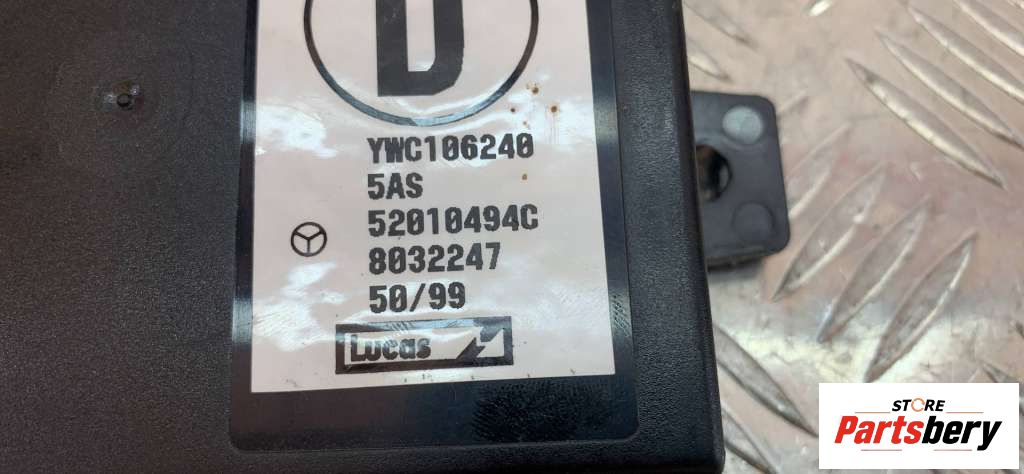 D
YWC106240
5AS
52010494C
8032247
50/99
Lucas
STORE
Partsbery